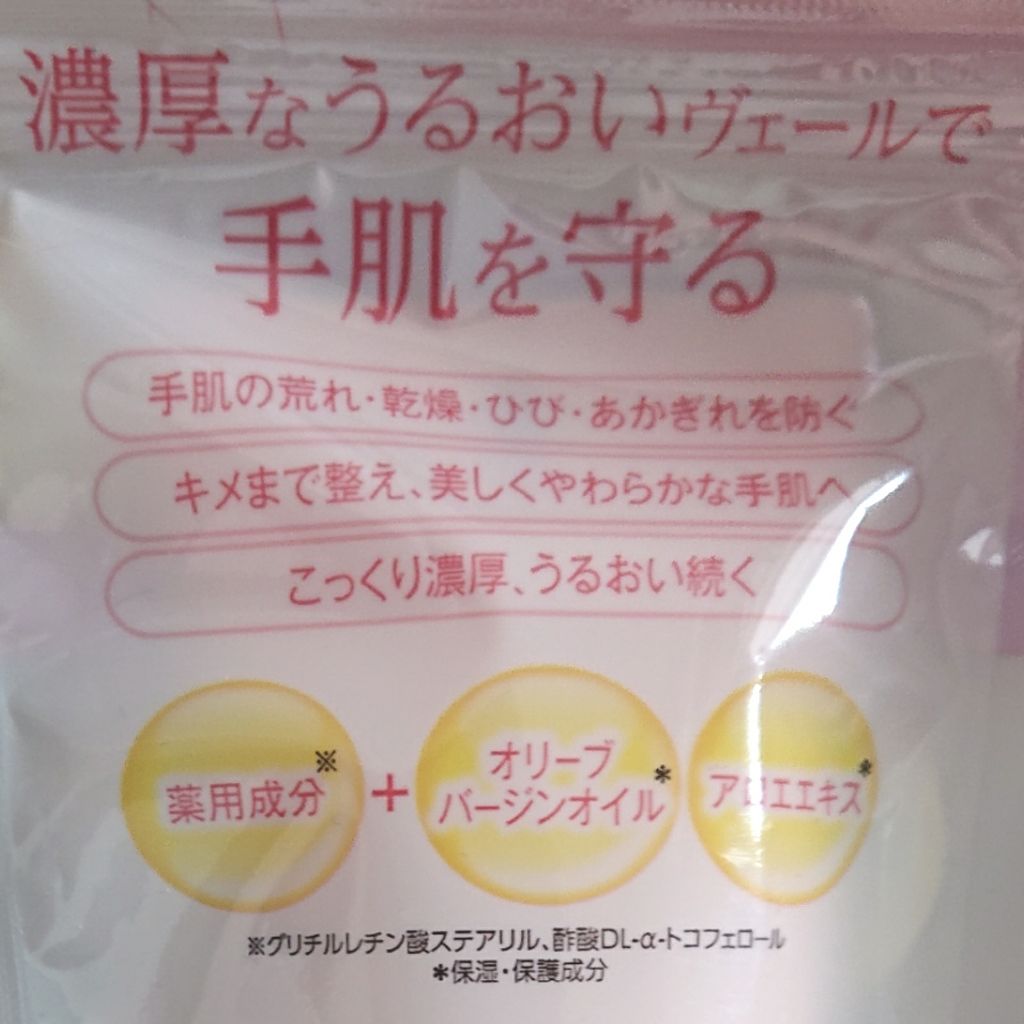 濃厚なうるおいヴェールで
手肌を守る
手肌の荒れ・乾燥・ひび・あかぎれを防ぐ
キメまで整え、美しくやわらかな手肌へ
こっくり濃厚、うるおい続く
薬用成分※
+
オリーブ
バージンオイル*
アロエエキス*
※グリチルレチン酸ステアリル、酢酸DL-α-トコフェロール
*保湿・保護成分